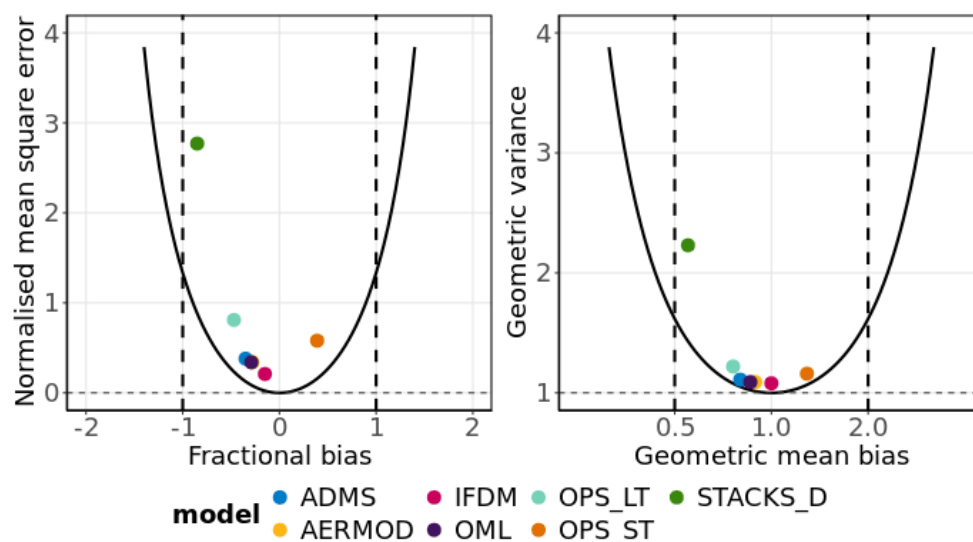 Normalised mean square error
4
3
2
1
0
-2 -1 0 1 2
Fractional bias
Geometric variance
4
3
2
1
0.5 1.0 2.0
Geometric mean bias
model
ADMS IFDM OPS_LT STACKS_D
AERMOD OML OPS_ST